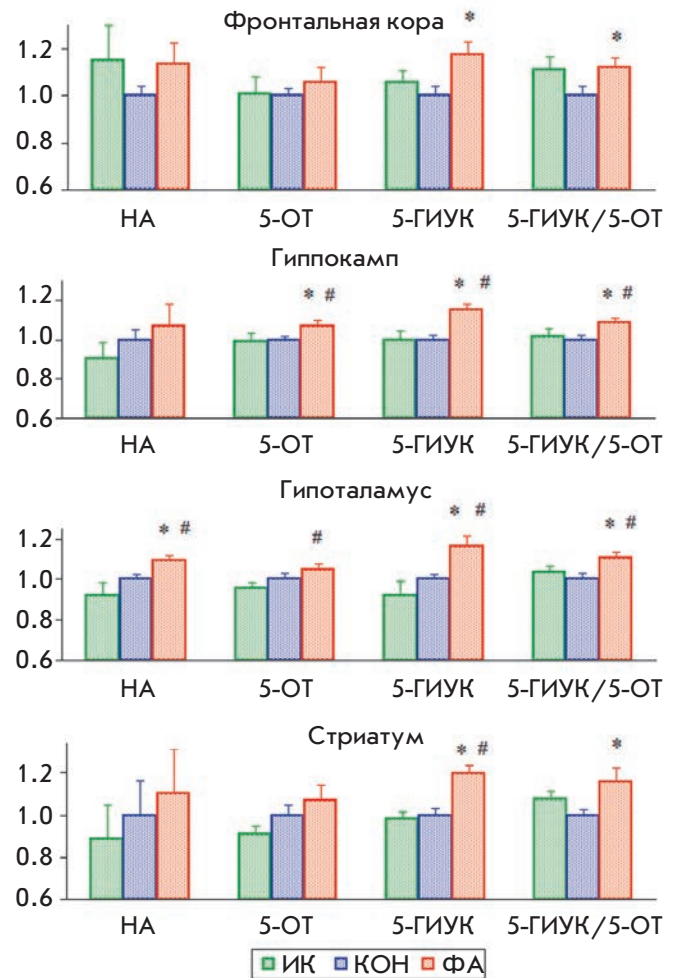 Фронтальная кора
*
*
1.2
1.0
0.8
0.6
НА 5-ОТ 5-ГИУК 5-ГИУК/5-ОТ
Гиппокамп
* # * # * #
1.2
1.0
0.8
0.6
НА 5-ОТ 5-ГИУК 5-ГИУК/5-ОТ
Гипоталамус
* # # * # * #
1.2
1.0
0.8
0.6
НА 5-ОТ 5-ГИУК 5-ГИУК/5-ОТ
Стриатум
* # *
1.2
1.0
0.8
0.6
НА 5-ОТ 5-ГИУК 5-ГИУК/5-ОТ
ИК КОН ФА